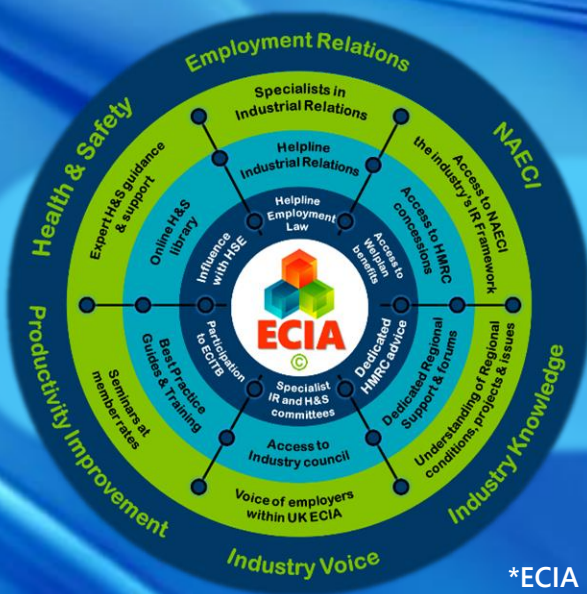 Employment Relations
Specialists in
Industrial Relations
Helpline
Industrial Relations
Helpline
Employment
Law
NAECI
Access to NAECI
the industry's IR Framework
Access to HMRC
concessions
Access to
Welplan
benefits
Industry Knowledge
Understanding of Regional
conditions, projects & issues
Dedicated Regional
Support & forums
Dedicated
HMRC advice
Industry Voice
Voice of employers
within UK ECIA
Access to
Industry council
Specialist
IR and H&S
committees
Productivity Improvement
Seminars at
member rates
Best Practice
Guides & Training
Participation
to ECITB
Health & Safety
Expert H&S guidance
& support
Online H&S
library
Influence
with HSE
ECIA
©
*ECIA